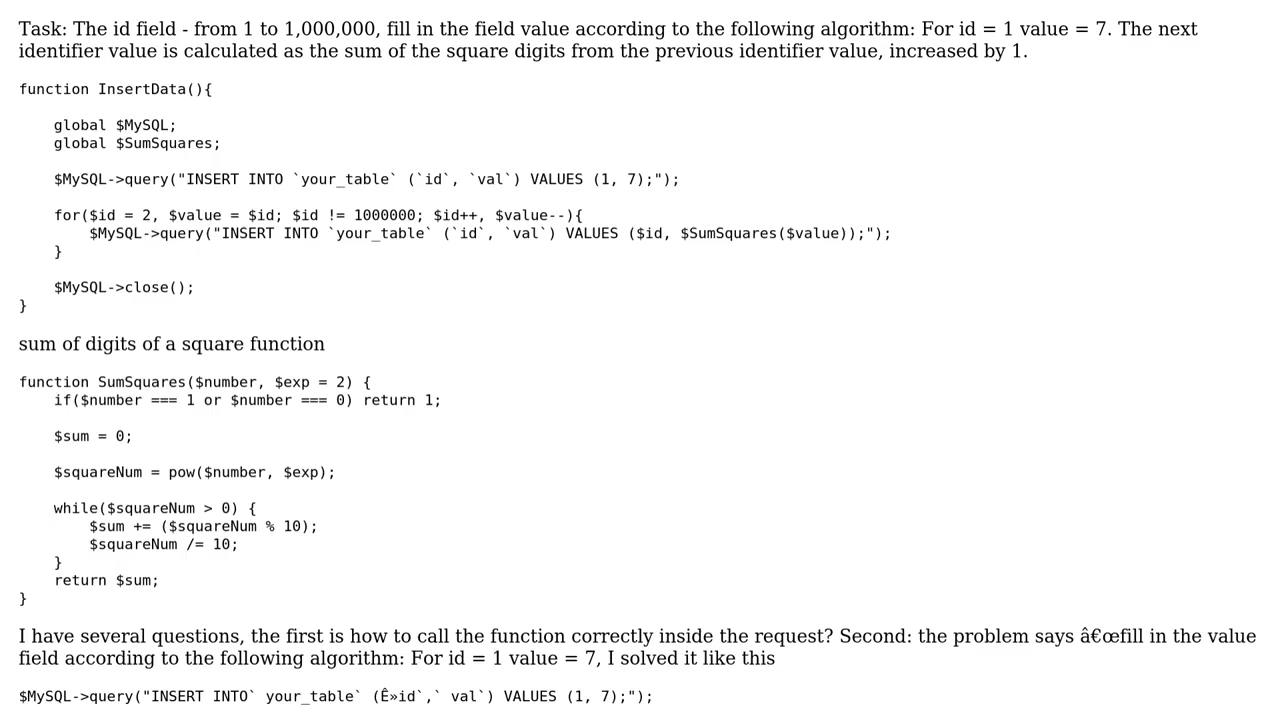 Task: The id field - from 1 to 1,000,000, fill in the field value according to the following algorithm: For id = 1 value = 7. The next
identifier value is calculated as the sum of the square digits from the previous identifier value, increased by 1.
function InsertData(){
global $MySQL;
global $SumSquares;
$MySQL->query("INSERT INTO `your_table` (`id`, `val`) VALUES (1, 7);");
for($id = 2, $value = $id; $id != 1000000; $id++, $value--){
$MySQL->query("INSERT INTO `your_table` (`id`, `val`) VALUES ($id, $SumSquares($value));");
}
$MySQL->close();
}
sum of digits of a square function
function SumSquares($number, $exp = 2) {
if($number === 1 or $number === 0) return 1;
$sum = 0;
$squareNum = pow($number, $exp);
while($squareNum > 0) {
$sum += ($squareNum % 10);
$squareNum /= 10;
}
return $sum;
}
I have several questions, the first is how to call the function correctly inside the request? Second: the problem says â€œfill in the value
field according to the following algorithm: For id = 1 value = 7, I solved it like this
$MySQL->query("INSERT INTO` your_table` (Ê»id`,` val`) VALUES (1, 7);");